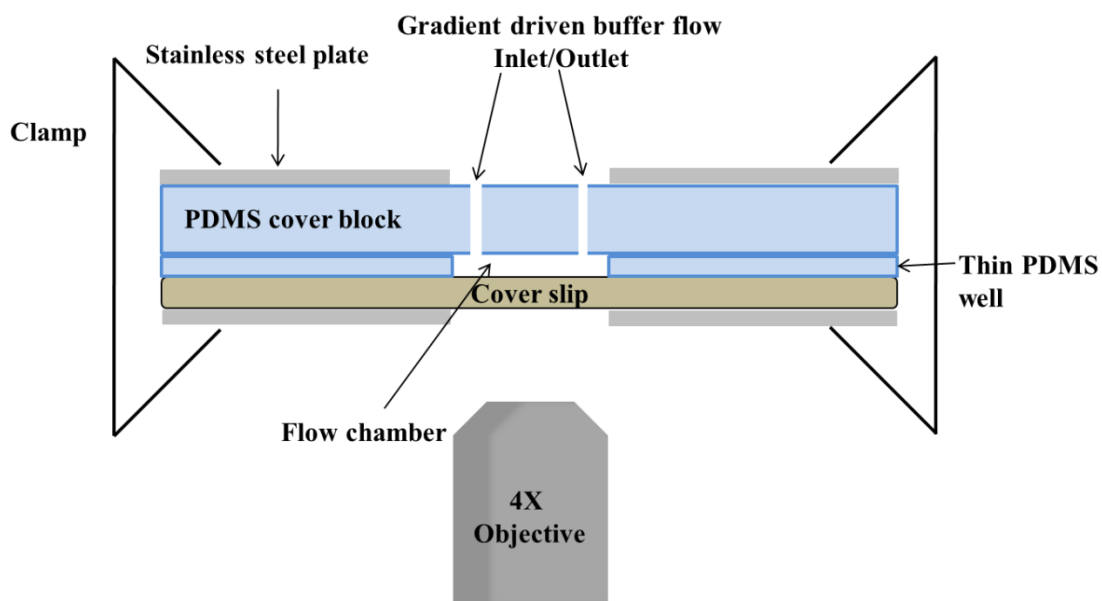 Gradient driven buffer flow
Inlet/Outlet
Stainless steel plate
Clamp
PDMS cover block
Thin PDMS
well
Cover slip
Flow chamber
4X
Objective